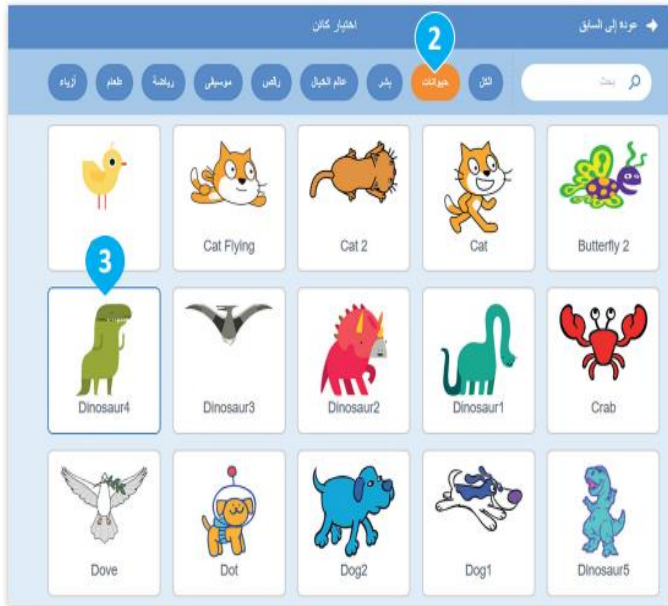 عوده إلى السابق
اختيار كائن
2
بحث
الكل حيوانات بشر عالم الخيال رقص موسيقى رياضة طعام أزياء
Butterfly 2 Cat Cat 2 Cat Flying
3
Crab Dinosaur1 Dinosaur2 Dinosaur3 Dinosaur4
Dinosaur5 Dog1 Dog2 Dot Dove